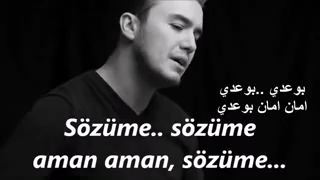 بوعدي ..بوعدي
امان امان بوعدي
Sözüme.. sözüme
aman aman, sözüme...